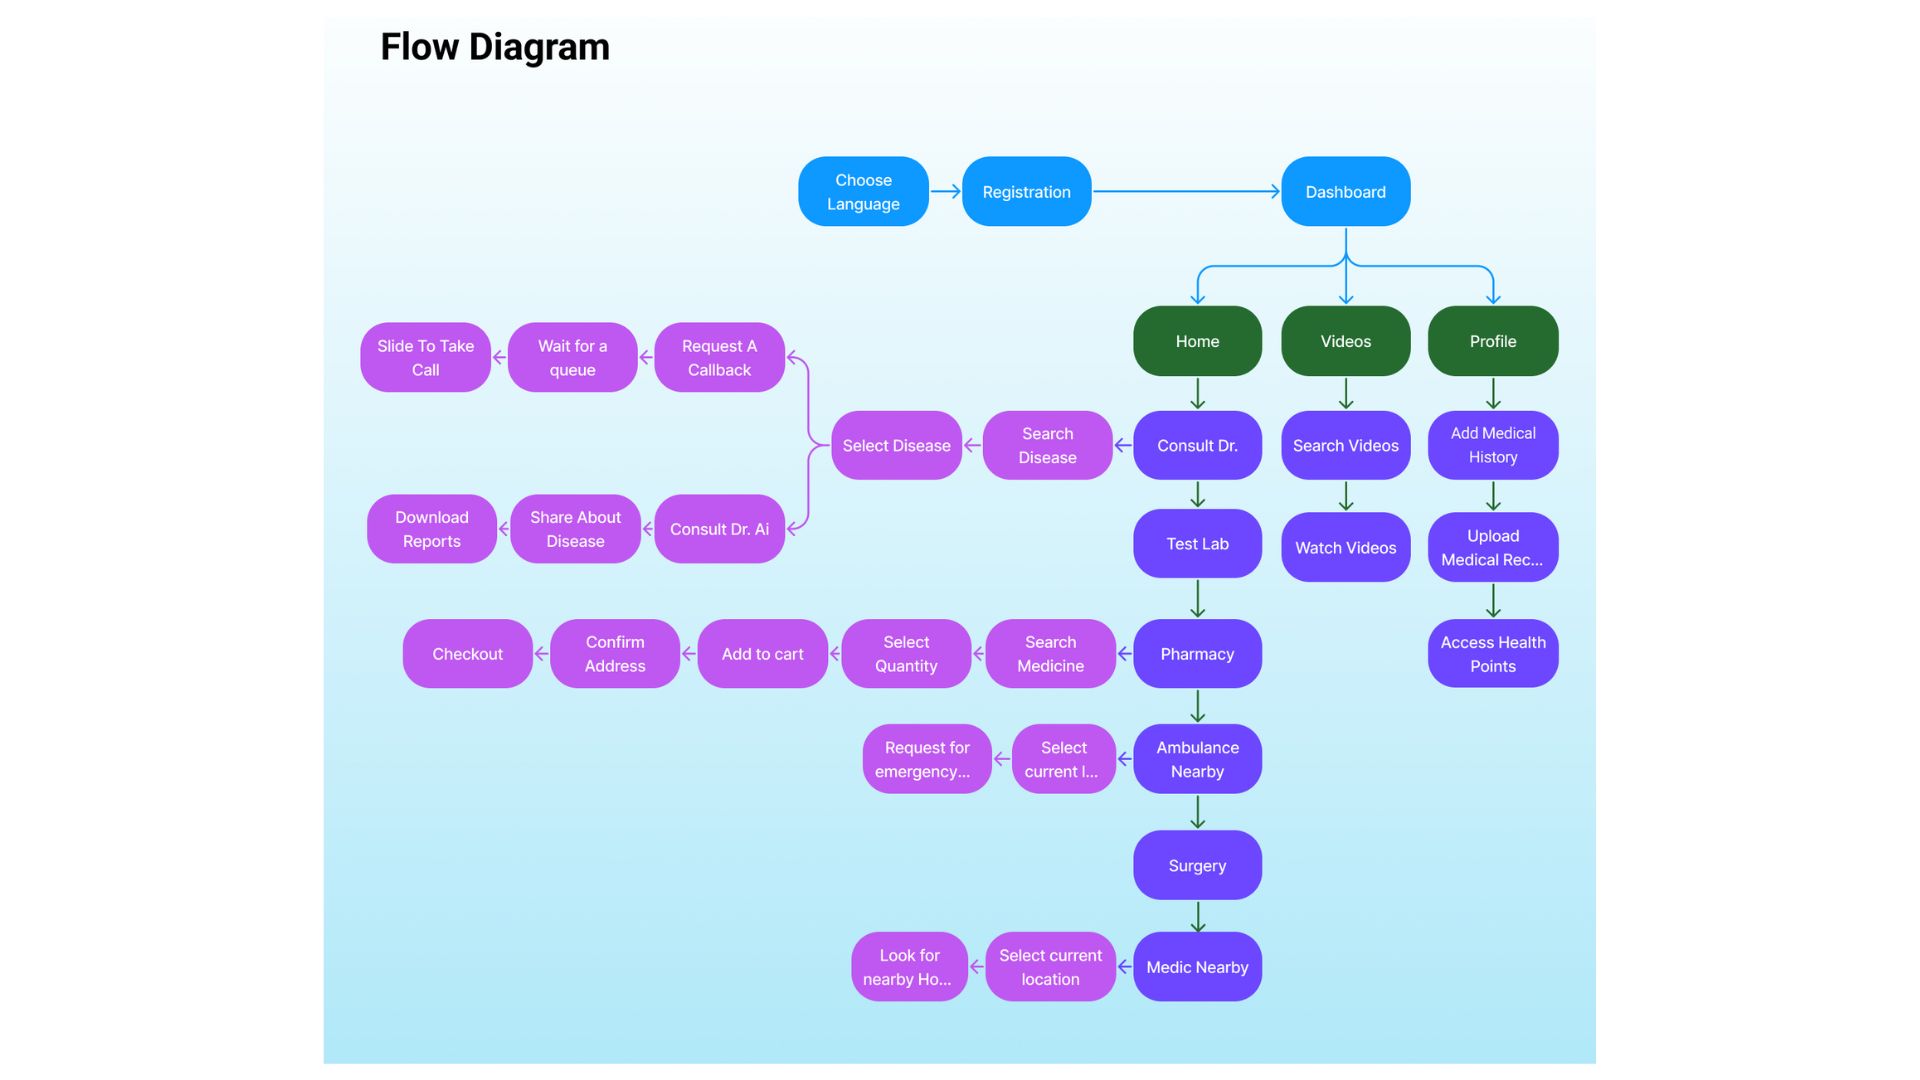 Flow Diagram
Choose
Language
Registration
Dashboard
Home
Videos
Profile
Slide To Take
Call
Wait for a
queue
Request A
Callback
Select Disease
Search
Disease
Consult Dr.
Search Videos
Add Medical
History
Download
Reports
Share About
Disease
Consult Dr. Ai
Test Lab
Watch Videos
Upload
Medical Rec...
Checkout
Confirm
Address
Add to cart
Select
Quantity
Search
Medicine
Pharmacy
Access Health
Points
Request for
emergency...
Select
current l...
Ambulance
Nearby
Surgery
Look for
nearby Ho...
Select current
location
Medic Nearby